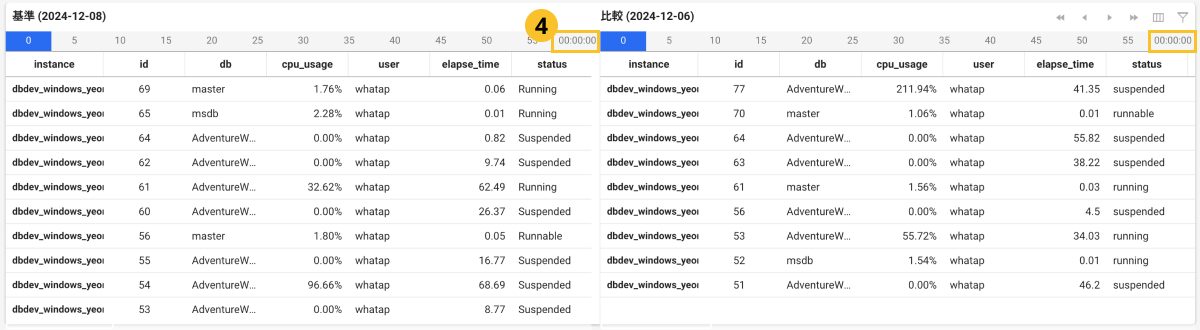 基準 (2024-12-08)
4
0 5 10 15 20 25 30 35 40 45 50 55 00:00:00
instance id db cpu_usage user elapse_time status
dbdev_windows_yeo 69 master 1.76% whatap 0.06 Running
dbdev_windows_yeo 65 msdb 2.28% whatap 0.01 Running
dbdev_windows_yeo 64 AdventureW... 0.00% whatap 0.82 Suspended
dbdev_windows_yeo 62 AdventureW... 0.00% whatap 9.74 Suspended
dbdev_windows_yeo 61 AdventureW... 32.62% whatap 62.49 Running
dbdev_windows_yeo 60 AdventureW... 0.00% whatap 26.37 Suspended
dbdev_windows_yeo 56 master 1.80% whatap 0.05 Runnable
dbdev_windows_yeo 55 AdventureW... 0.00% whatap 16.77 Suspended
dbdev_windows_yeo 54 AdventureW... 96.66% whatap 68.69 Suspended
dbdev_windows_yeo 53 AdventureW... 0.00% whatap 8.77 Suspended
比較 (2024-12-06)
0 5 10 15 20 25 30 35 40 45 50 55 00:00:00
instance id db cpu_usage user elapse_time status
dbdev_windows_yeo 77 AdventureW... 211.94% whatap 41.35 suspended
dbdev_windows_yeo 70 master 1.06% whatap 0.01 runnable
dbdev_windows_yeo 64 AdventureW... 0.00% whatap 55.82 suspended
dbdev_windows_yeo 63 AdventureW... 0.00% whatap 38.22 suspended
dbdev_windows_yeo 61 master 1.56% whatap 0.03 running
dbdev_windows_yeo 56 AdventureW... 0.00% whatap 4.5 suspended
dbdev_windows_yeo 53 AdventureW... 55.72% whatap 34.03 running
dbdev_windows_yeo 52 msdb 1.54% whatap 0.01 running
dbdev_windows_yeo 51 AdventureW... 0.00% whatap 46.2 suspended